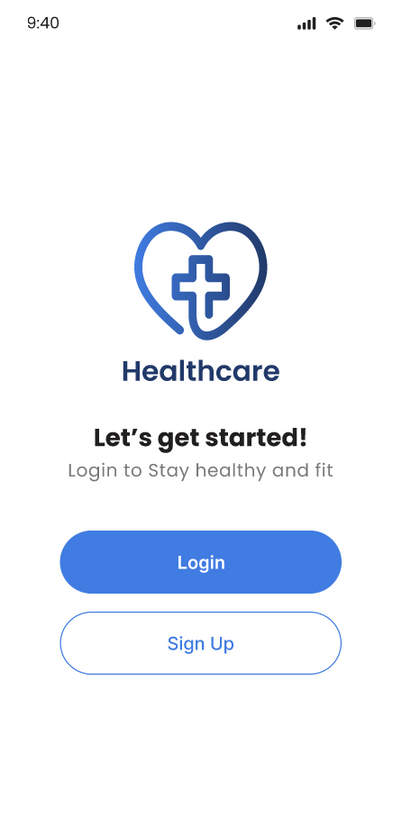 9:40
Healthcare
Let’s get started!
Login to Stay healthy and fit
Login
Sign Up